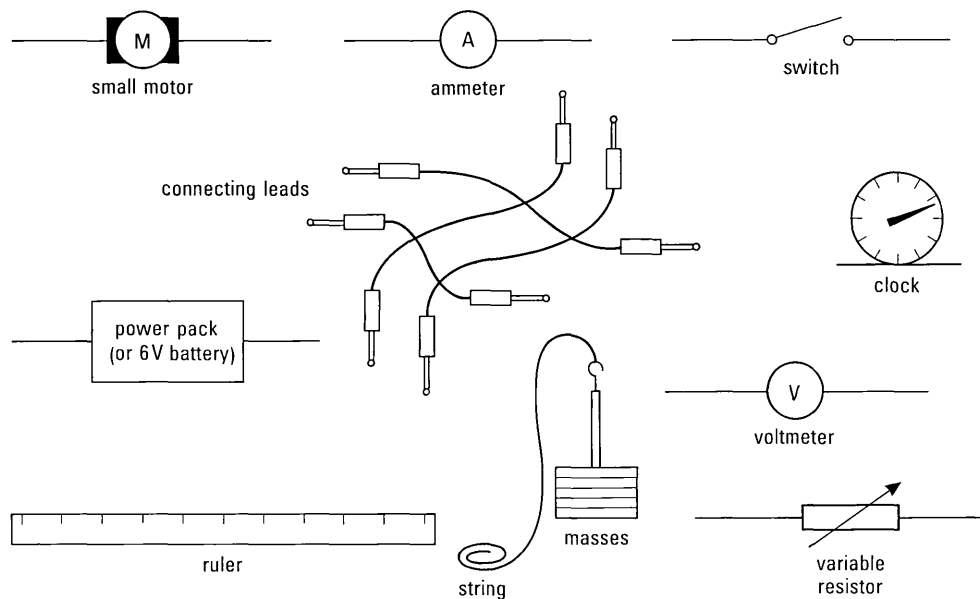 M
small motor
A
ammeter
switch
connecting leads
clock
power pack
(or 6V battery)
V
voltmeter
ruler
string
masses
variable
resistor